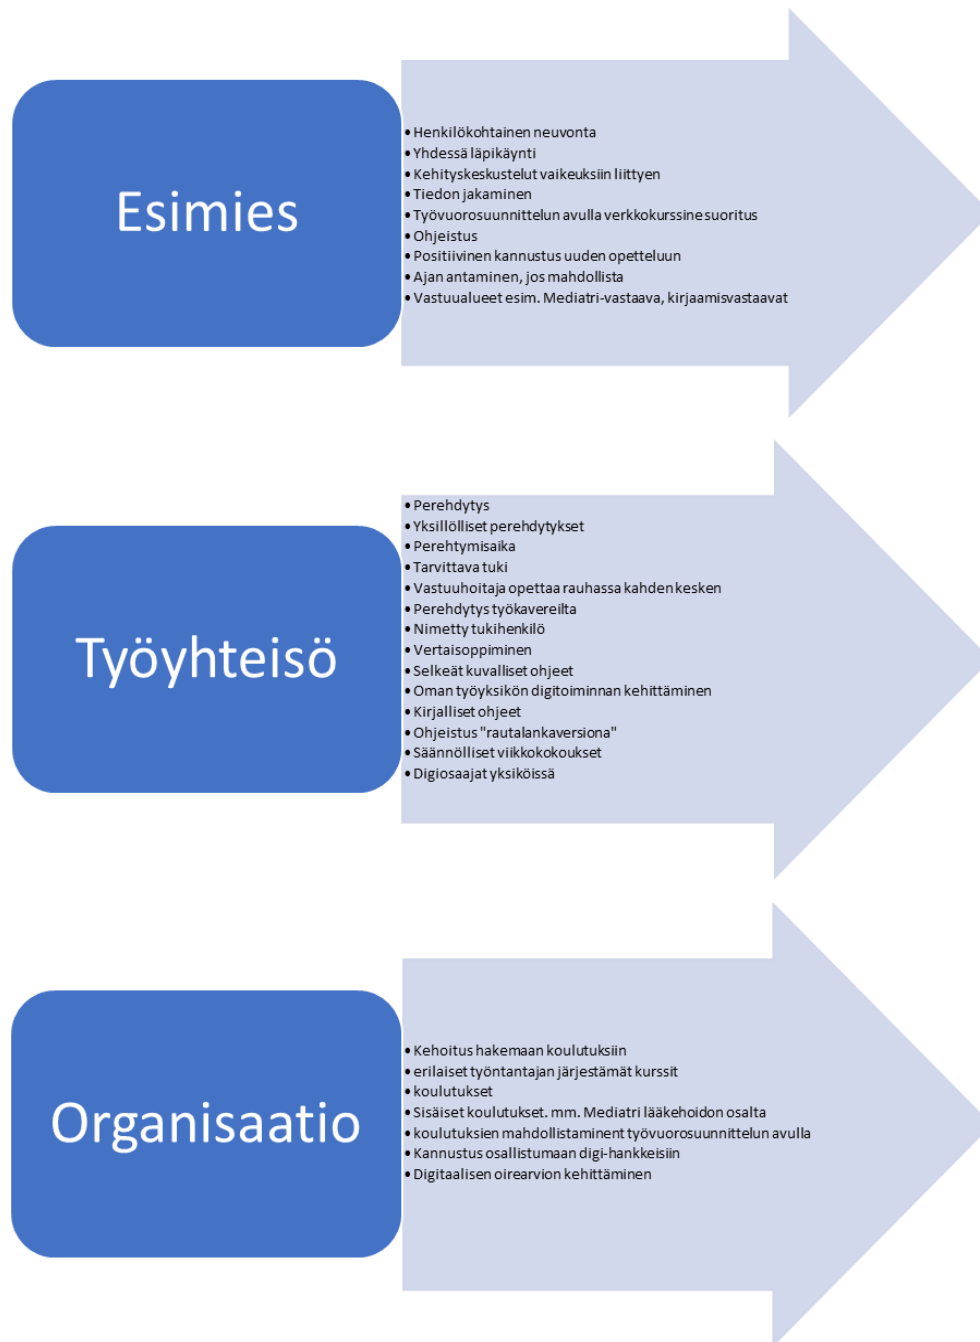 Esimies
• Henkilökohtainen neuvonta
• Yhdessä läpikäynti
• Kehityskeskustelut vaikeuksiin liittyen
• Tiedon jakaminen
• Työvuorosuunnittelun avulla verkkokurssine suoritus
• Ohjeistus
• Positiivinen kannustus uuden opetteluun
• Ajan antaminen, jos mahdollista
• Vastuualueet esim. Mediatri-vastaava, kirjaamisvastaavat
Työyhteisö
• Perehdytys
• Yksillölliset perehdytykset
• Perehtymisaika
• Tarvittava tuki
• Vastuuhoitaja opettaa rauhassa kahden kesken
• Perehdytys työkavereilta
• Nimetty tukihenkilö
• Vertaisoppiminen
• Selkeät kuvalliset ohjeet
• Oman työyksikön digitoiminnan kehittäminen
• Kirjalliset ohjeet
• Ohjeistus "rautalankaversiona"
• Säännölliset viikkokokoukset
• Digiosaajat yksiköissä
Organisaatio
• Kehoitus hakemaan koulutuksiin
• erilaiset työntantajan järjestämät kurssit
• koulutukset
• Sisäiset koulutukset. mm. Mediatri lääkehoidon osalta
• koulutuksien mahdollistaminent työvuorosuunnittelun avulla
• Kannustus osallistumaan digi-hankkeisiin
• Digitaalisen oirearvion kehittäminen